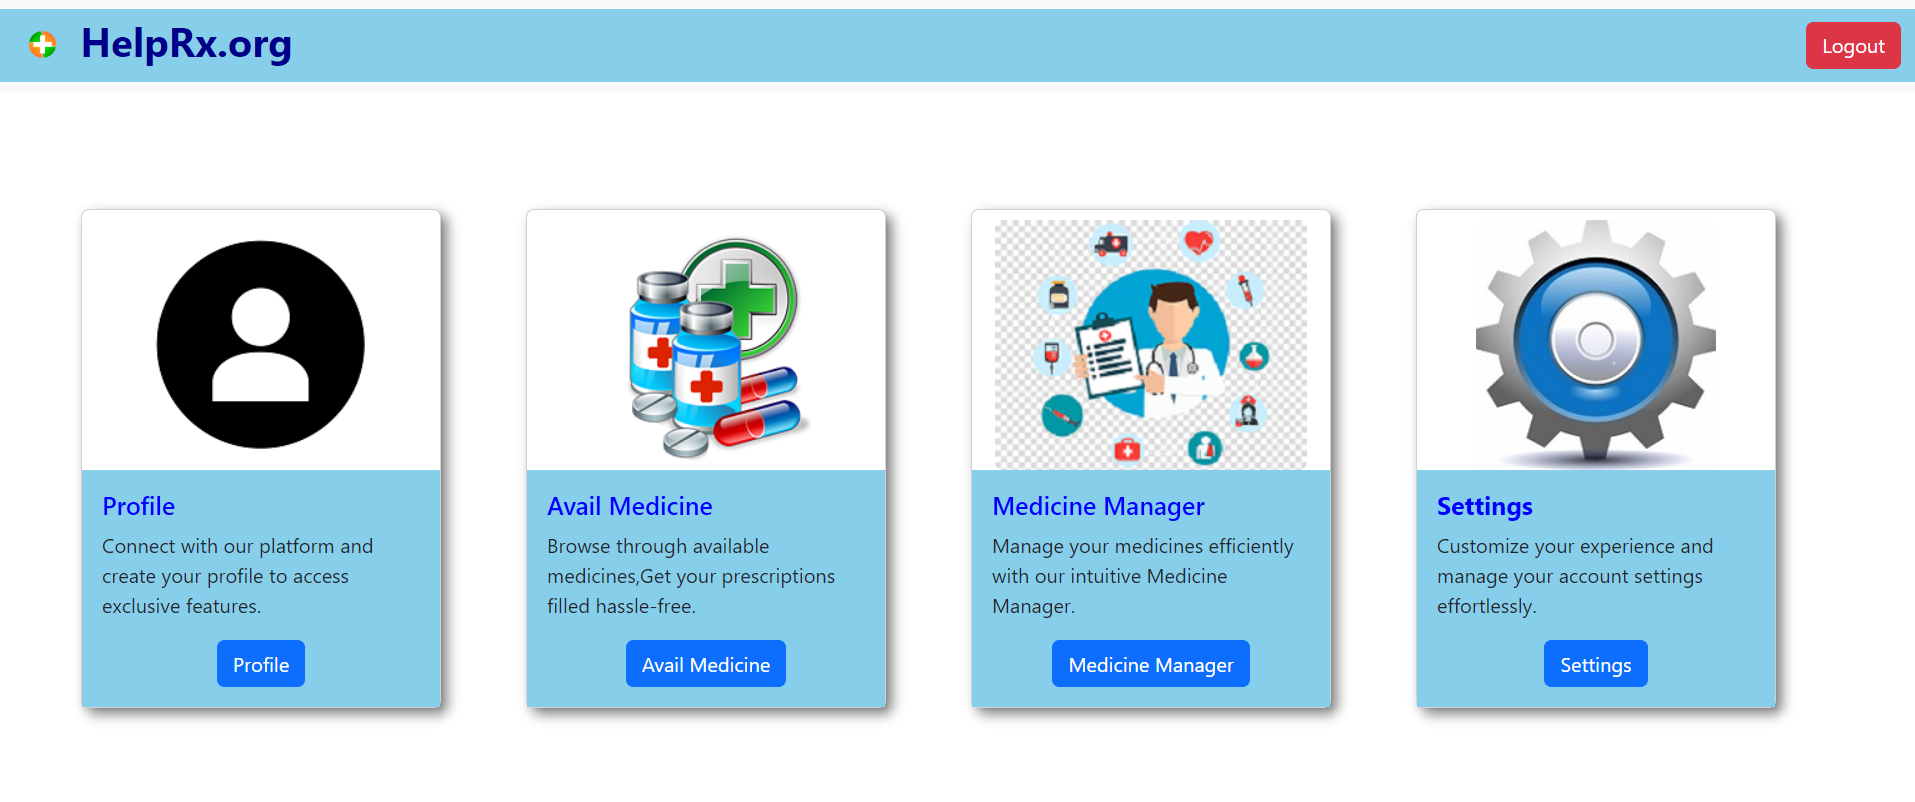 HelpRx.org
Logout
Profile
Connect with our platform and
create your profile to access
exclusive features.
Profile
Avail Medicine
Browse through available
medicines,Get your prescriptions
filled hassle-free.
Avail Medicine
Medicine Manager
Manage your medicines efficiently
with our intuitive Medicine
Manager.
Medicine Manager
Settings
Customize your experience and
manage your account settings
effortlessly.
Settings